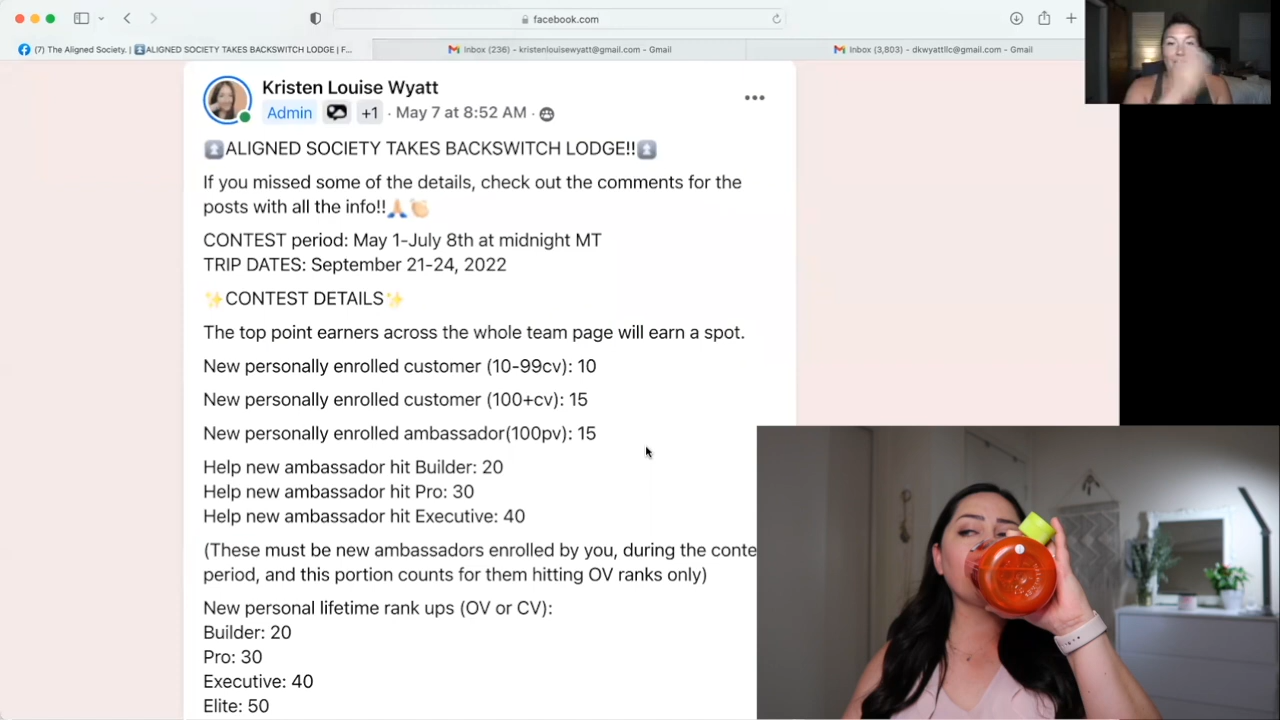 facebook.com
(7) The Aligned Society. | ⏫ALIGNED SOCIETY TAKES BACKSWITCH LODGE | F...
Inbox (236) - kristenlouisewyatt@gmail.com - Gmail
Inbox (3,803) - dkwyattllc@gmail.com - Gmail
Kristen Louise Wyatt
Admin +1 · May 7 at 8:52 AM ·
⏫ALIGNED SOCIETY TAKES BACKSWITCH LODGE!!⏫
If you missed some of the details, check out the comments for the
posts with all the info!!🙏🏻👏🏻
CONTEST period: May 1-July 8th at midnight MT
TRIP DATES: September 21-24, 2022
✨CONTEST DETAILS✨
The top point earners across the whole team page will earn a spot.
New personally enrolled customer (10-99cv): 10
New personally enrolled customer (100+cv): 15
New personally enrolled ambassador(100pv): 15
Help new ambassador hit Builder: 20
Help new ambassador hit Pro: 30
Help new ambassador hit Executive: 40
(These must be new ambassadors enrolled by you, during the conte
period, and this portion counts for them hitting OV ranks only)
New personal lifetime rank ups (OV or CV):
Builder: 20
Pro: 30
Executive: 40
Elite: 50